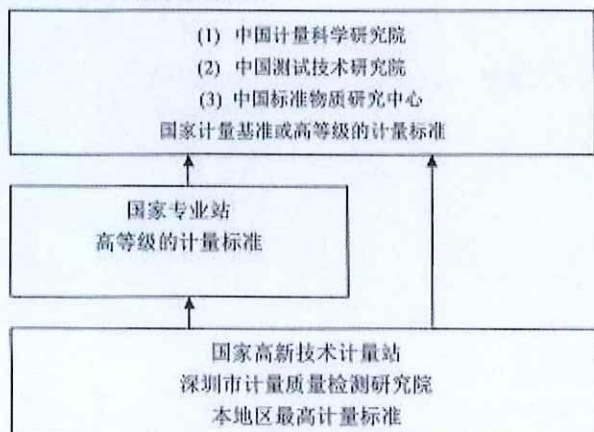 (1) 中国计量科学研究院
(2) 中国测试技术研究院
(3) 中国标准物质研究中心
国家计量基准或高等级的计量标准
国家专业站
高等级的计量标准
国家高新技术计量站
深圳市计量质量检测研究院
本地区最高计量标准